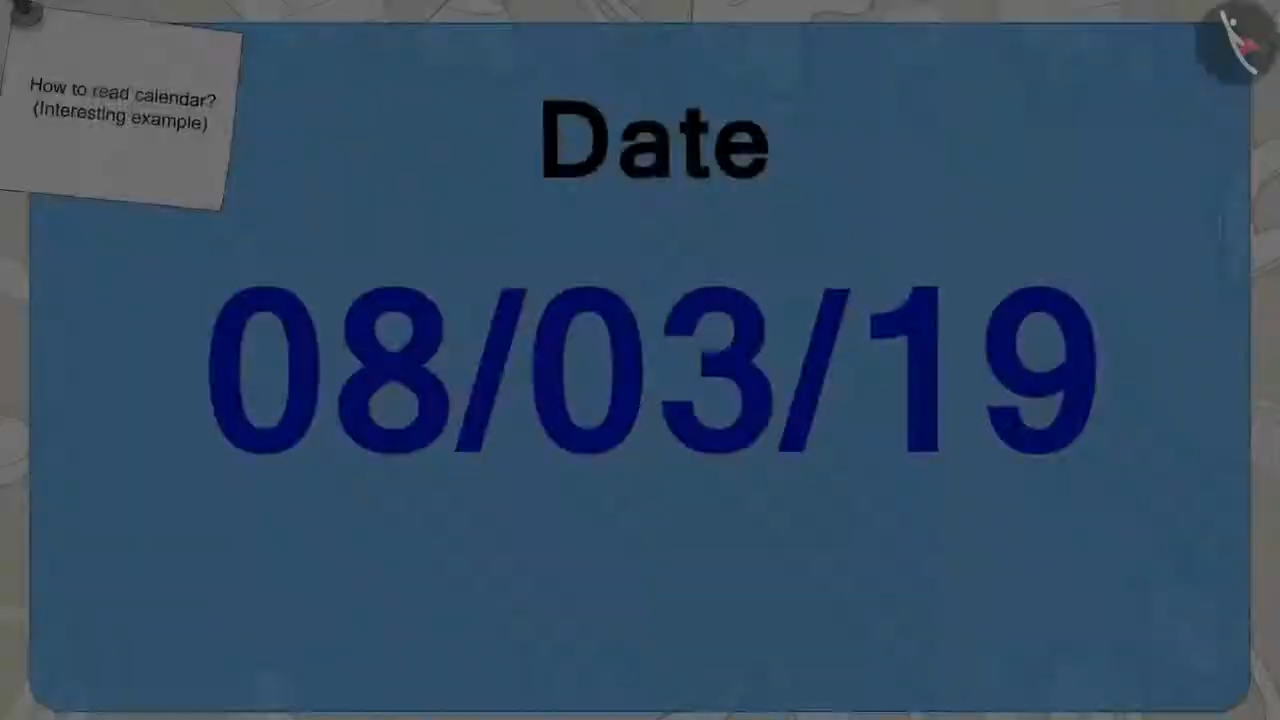 How to read calendar?
(Interesting example)
Date
08/03/19